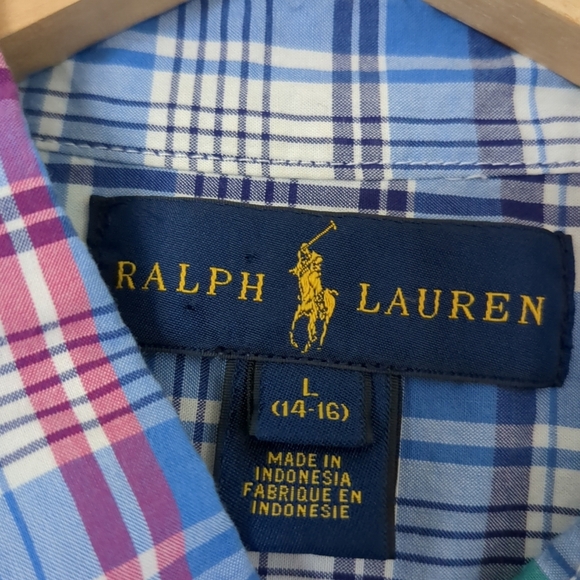 RALPH LAUREN
L
(14-16)
MADE IN
INDONESIA
FABRIQUE EN
INDONESIE